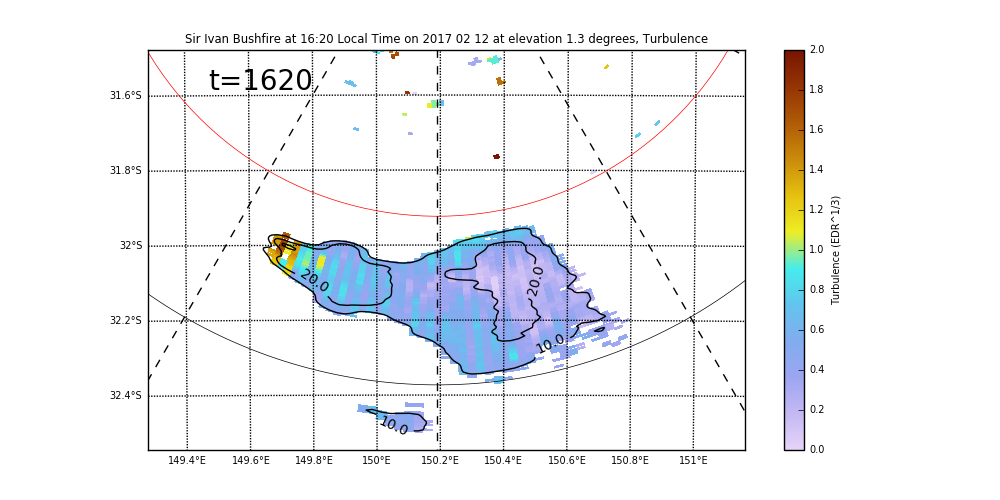 Sir Ivan Bushfire at 16:20 Local Time on 2017 02 12 at elevation 1.3 degrees, Turbulence
t=1620
31.6°S
31.8°S
32°S
32.2°S
32.4°S
20.0
20.0
10.0
10.0
149.4°E 149.6°E 149.8°E 150°E 150.2°E 150.4°E 150.6°E 150.8°E 151°E
2.0
1.8
1.6
1.4
1.2
1.0
0.8
0.6
0.4
0.2
0.0
Turbulence (EDR^1/3)